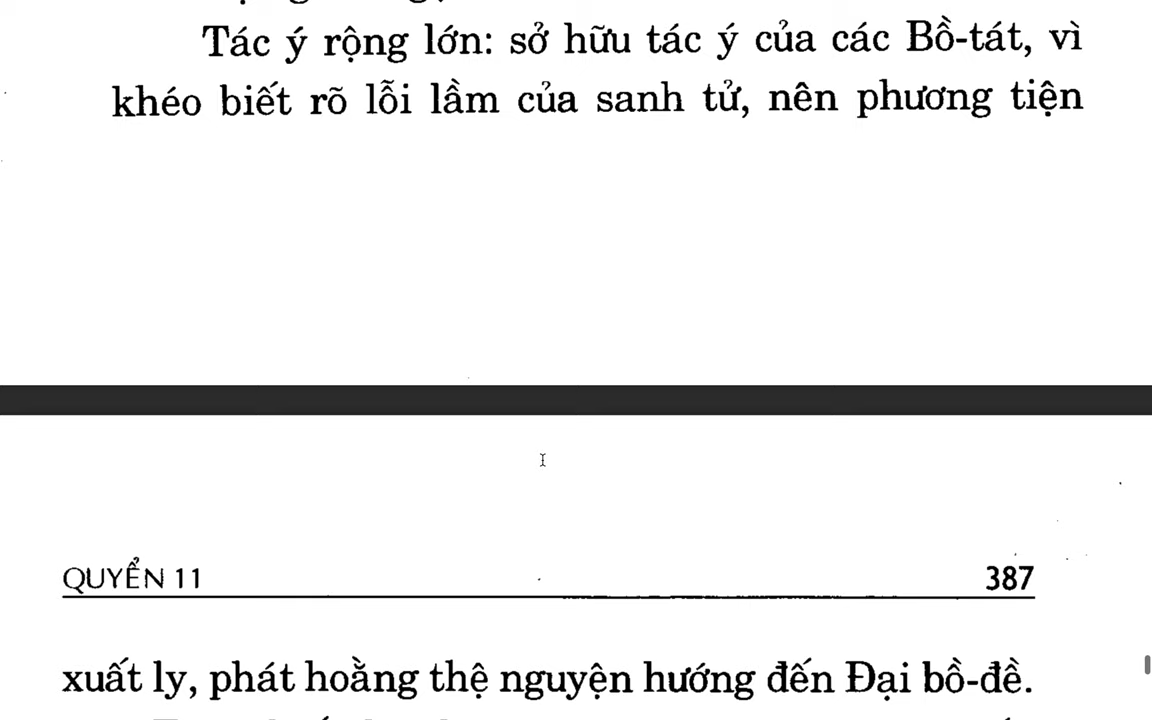 Tác ý rộng lớn: sở hữu tác ý của các Bồ-tát, vì
khéo biết rõ lỗi lầm của sanh tử, nên phương tiện
QUYỂN 11 387
xuất ly, phát hoằng thệ nguyện hướng đến Đại bồ-đề.